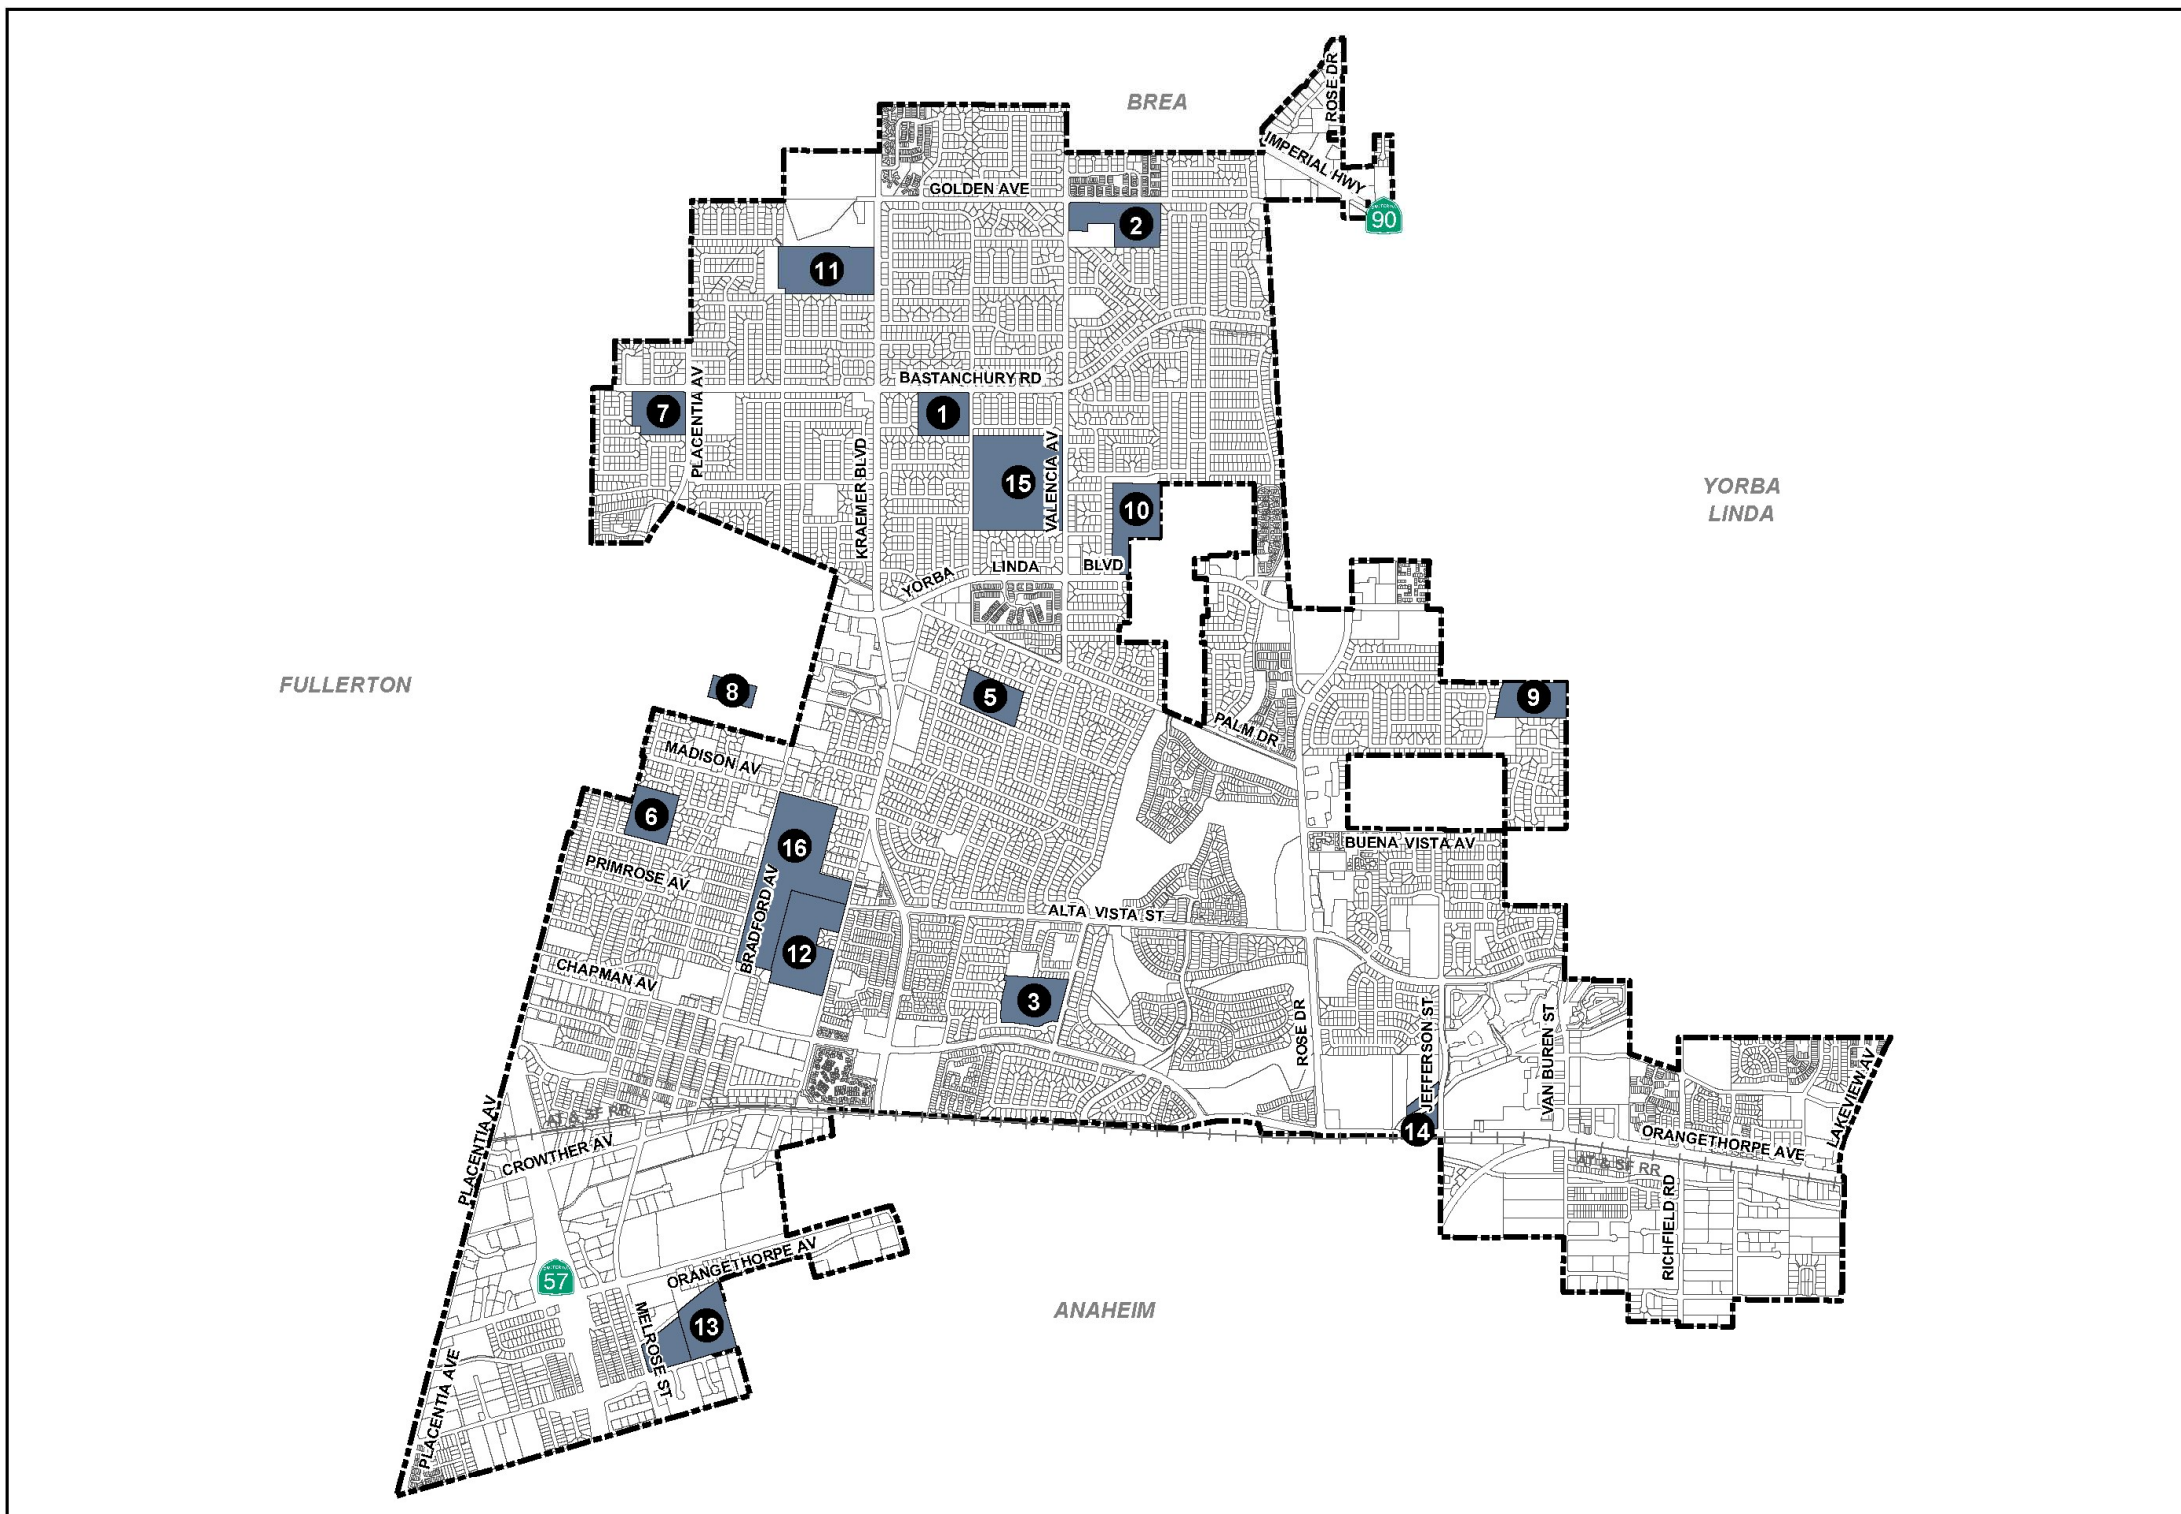 BREA
ROSE DR
IMPERIAL HWY
90
GOLDEN AVE
2
11
BASTANCHURY RD
PLACENTIA AV
7
1
KRAEMER BLVD
VALENCIA AV
15
10
YORBA
LINDA
YORBA
LINDA
BLVD
FULLERTON
8
5
9
PALM DR
MADISON AV
6
16
BUENA VISTA AV
PRIMROSE AV
BRADFORD AV
ALTA VISTA ST
12
CHAPMAN AV
3
ROSE DR
JEFFERSON ST
VAN BUREN ST
LAKEVIEW AV
PLACENTIA AV
AT & SF RR
CROWTHER AV
14
ORANGETHORPE AVE
AT & SF RR
RICHFIELD RD
ORANGETHORPE AV
57
MELROSE ST
13
ANAHEIM
PLACENTIA AVE